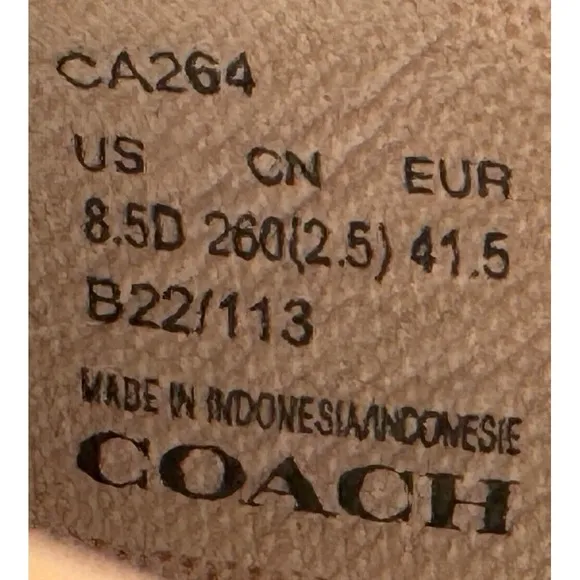 CA264
US CN EUR
8.5D 260(2.5) 41.5
B22/113
MADE IN INDONESIA/INDONESIE
COACH